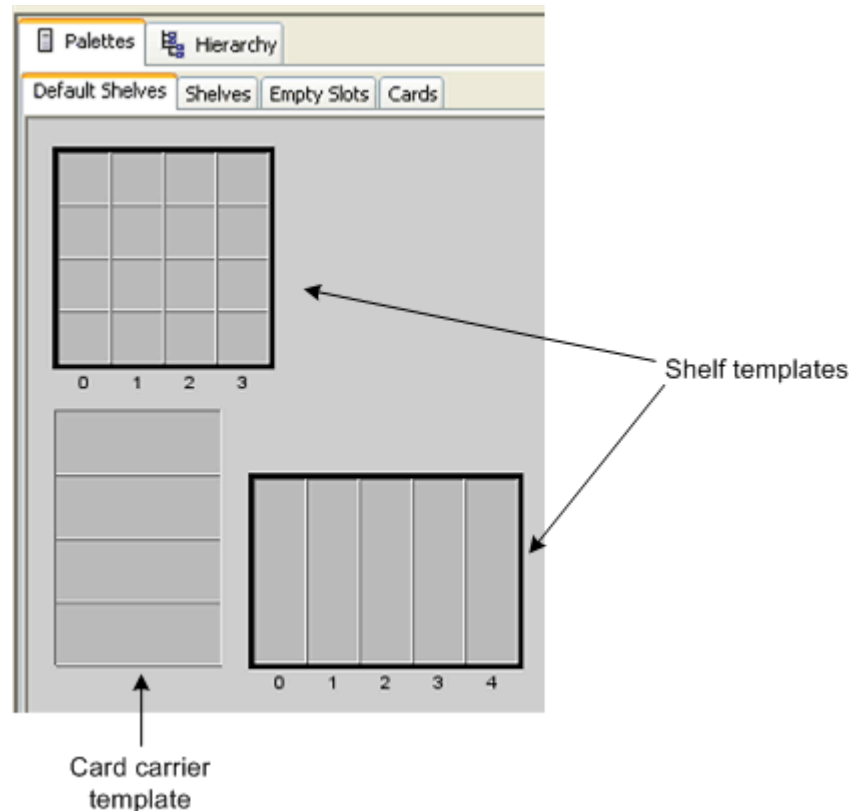 Palettes Hierarchy
Default Shelves Shelves Empty Slots Cards
0 1 2 3
Shelf templates
0 1 2 3 4
Card carrier
template